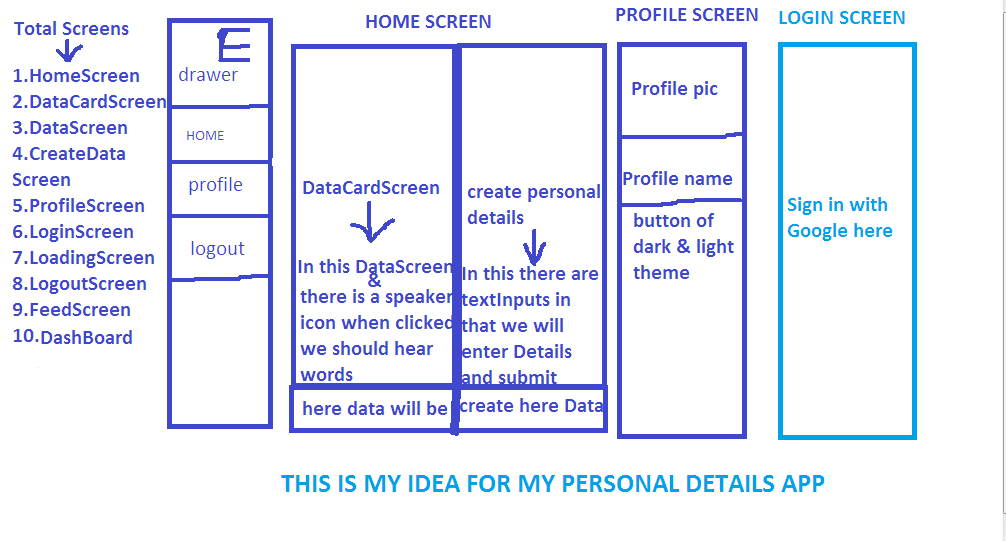 Total Screens
1.HomeScreen
2.DataCardScreen
3.DataScreen
4.CreateData
Screen
5.ProfileScreen
6.LoginScreen
7.LoadingScreen
8.LogoutScreen
9.FeedScreen
10.DashBoard
E
drawer
HOME
profile
logout
HOME SCREEN
DataCardScreen
In this DataScreen
&
there is a speaker
icon when clicked
we should hear
words
here data will be
create personal
details
In this there are
textInputs in
that we will
enter Details
and submit
create here Data
PROFILE SCREEN
Profile pic
Profile name
button of
dark & light
theme
LOGIN SCREEN
Sign in with
Google here
THIS IS MY IDEA FOR MY PERSONAL DETAILS APP